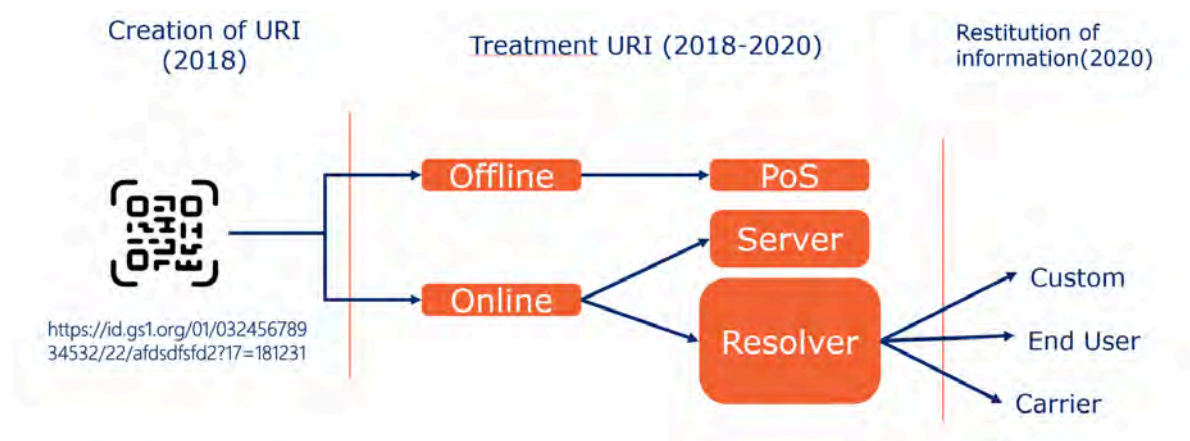 Creation of URI
(2018)
Treatment URI (2018-2020)
Restitution of
information(2020)
Offline
PoS
Server
Online
Resolver
Custom
End User
Carrier
https://id.gs1.org/01/032456789
34532/22/afdsdfsfd2?17=181231